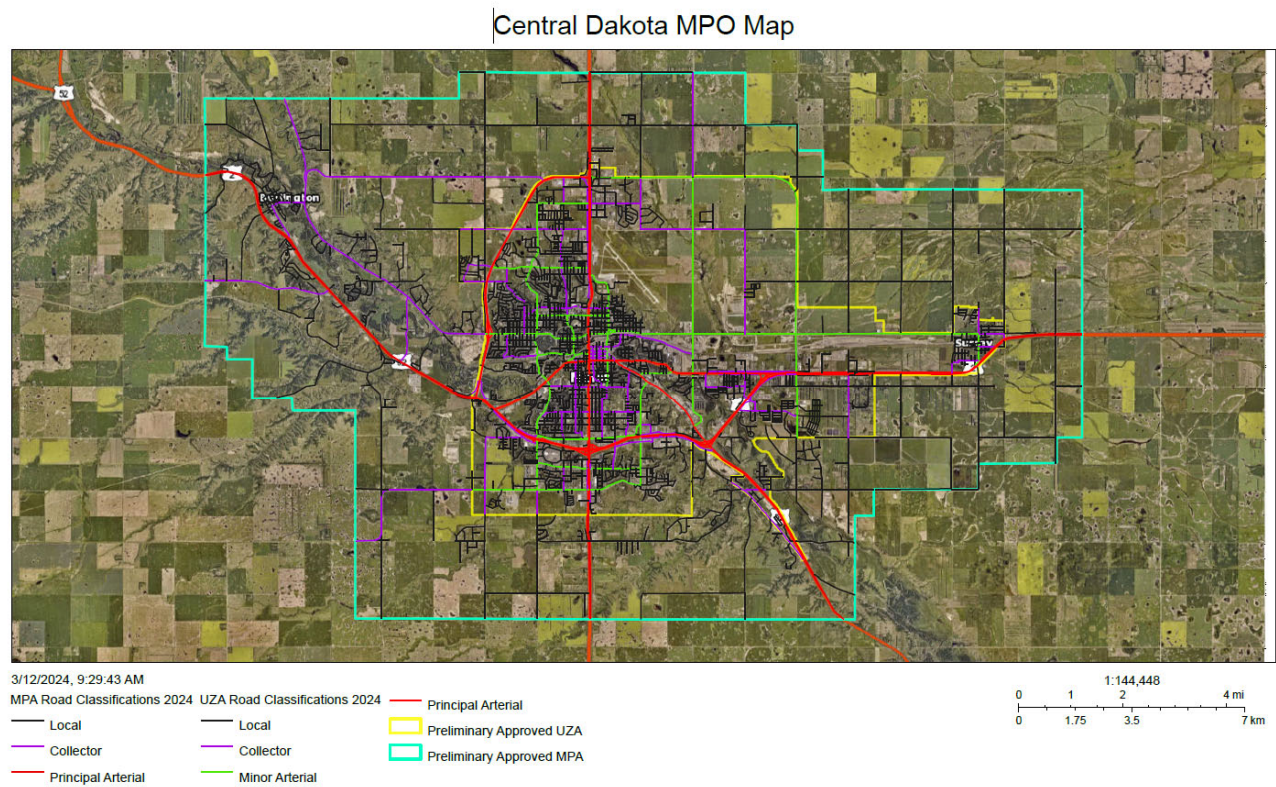 Central Dakota MPO Map
52
2
Burlington
3/12/2024, 9:29:43 AM
MPA Road Classifications 2024
Local
Collector
Principal Arterial
UZA Road Classifications 2024
Local
Collector
Minor Arterial
Principal Arterial
Preliminary Approved UZA
Preliminary Approved MPA
1:144,448
0 1 2 4 mi
0 1.75 3.5 7 km